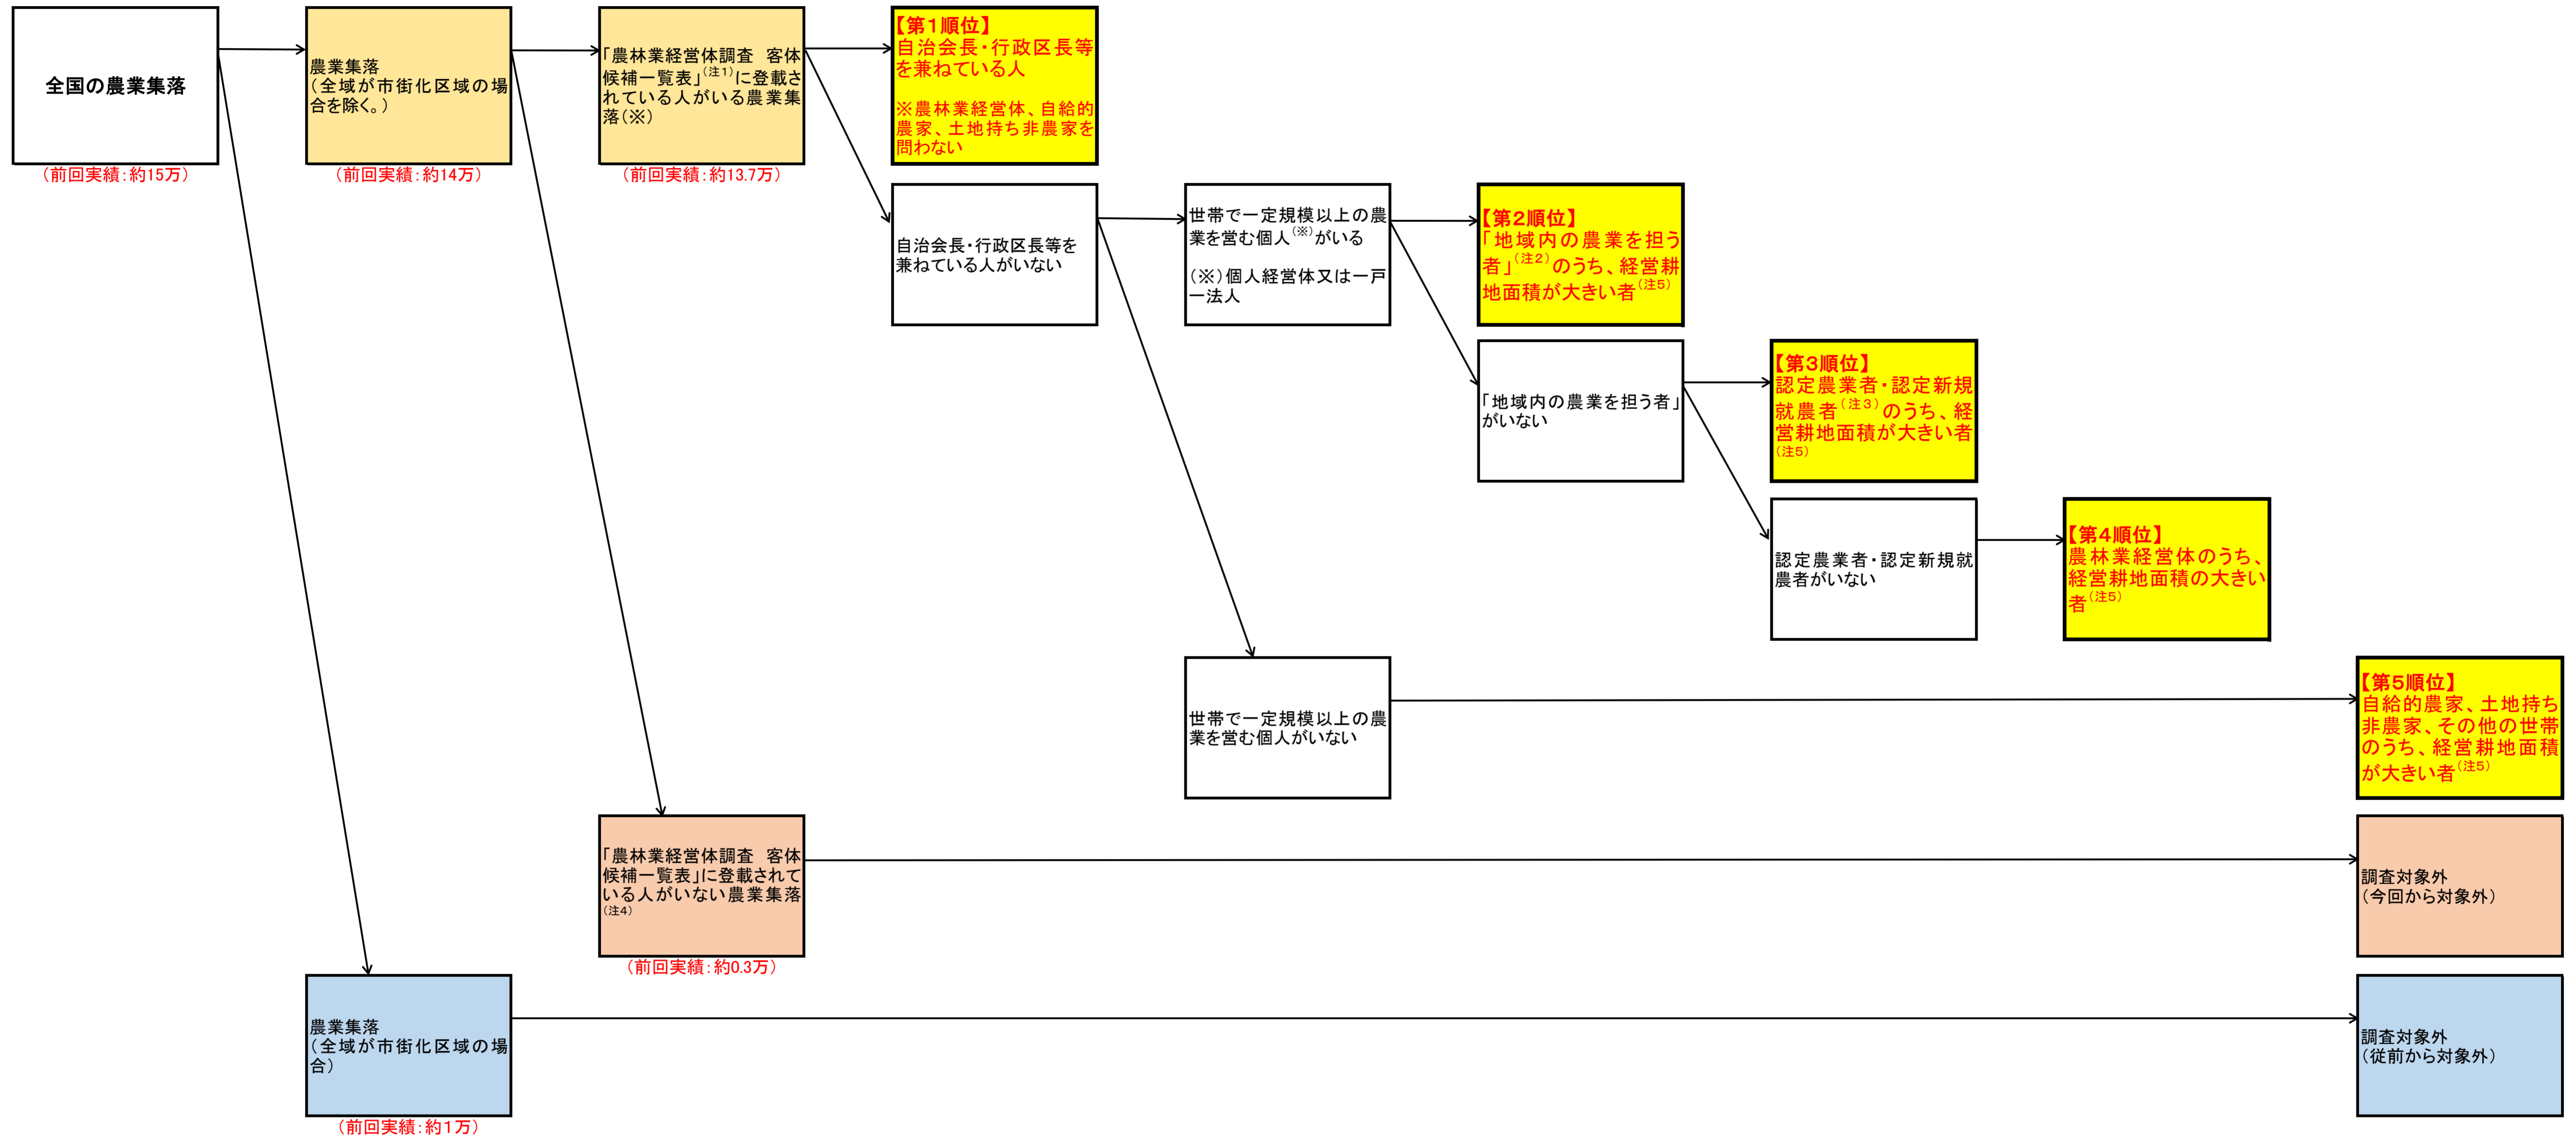 全国の農業集落
（前回実績：約15万）
農業集落
（全域が市街化区域の場
合を除く。）
（前回実績：約14万）
「農林業経営体調査　客体
候補一覧表」（注1）に登載さ
れている人がいる農業集
落（※）
（前回実績：約13.7万）
【第１順位】
自治会長・行政区長等
を兼ねている人
※農林業経営体、自給的
農家、土地持ち非農家を
問わない
自治会長・行政区長等を
兼ねている人がいない
世帯で一定規模以上の農
業を営む個人（※）がいる
（※）個人経営体又は一戸
一法人
【第２順位】
「地域内の農業を担う
者」（注２）のうち、経営耕
地面積が大きい者（注５）
「地域内の農業を担う者」
がいない
【第３順位】
認定農業者・認定新規
就農者（注３）のうち、経
営耕地面積が大きい者
（注５）
認定農業者・認定新規就
農者がいない
【第４順位】
農林業経営体のうち、
経営耕地面積の大きい
者（注５）
世帯で一定規模以上の農
業を営む個人がいない
【第５順位】
自給的農家、土地持ち
非農家、その他の世帯
のうち、経営耕地面積
が大きい者（注５）
「農林業経営体調査　客体
候補一覧表」に登載されて
いる人がいない農業集落
（注４）
（前回実績：約0.3万）
調査対象外
（今回から対象外）
農業集落
（全域が市街化区域の場
合）
（前回実績：約１万）
調査対象外
（従前から対象外）